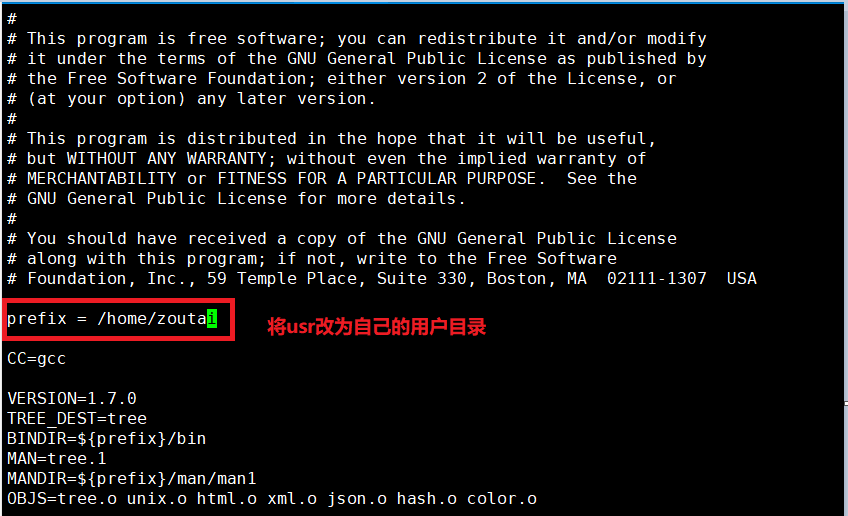 #
# This program is free software; you can redistribute it and/or modify
# it under the terms of the GNU General Public License as published by
# the Free Software Foundation; either version 2 of the License, or
# (at your option) any later version.
#
# This program is distributed in the hope that it will be useful,
# but WITHOUT ANY WARRANTY; without even the implied warranty of
# MERCHANTABILITY or FITNESS FOR A PARTICULAR PURPOSE.  See the
# GNU General Public License for more details.
#
# You should have received a copy of the GNU General Public License
# along with this program; if not, write to the Free Software
# Foundation, Inc., 59 Temple Place, Suite 330, Boston, MA  02111-1307  USA
prefix = /home/zoutai
将usr改为自己的用户目录
CC=gcc
VERSION=1.7.0
TREE_DEST=tree
BINDIR=${prefix}/bin
MAN=tree.1
MANDIR=${prefix}/man/man1
OBJS=tree.o unix.o html.o xml.o json.o hash.o color.o